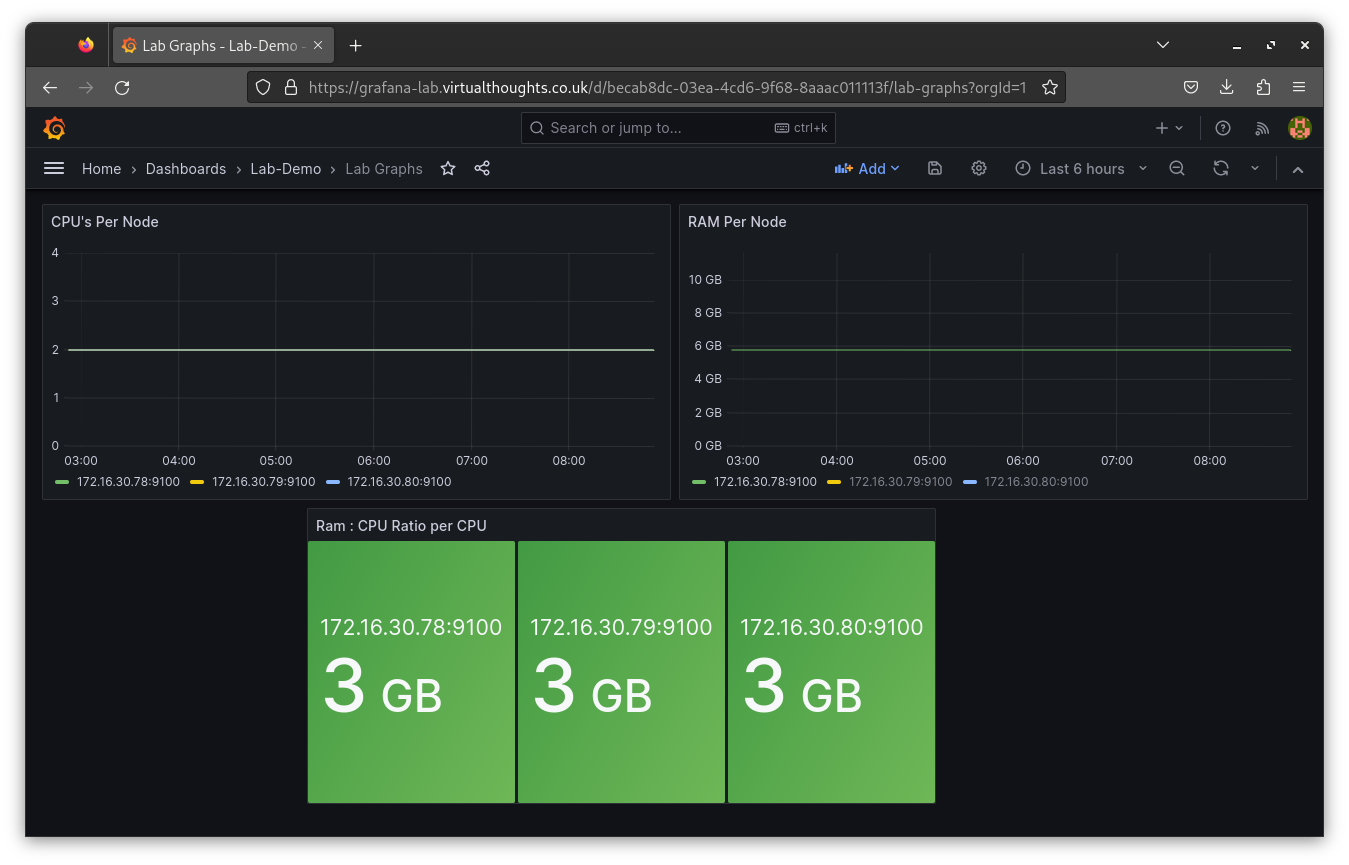 Lab Graphs - Lab-Demo -
https://grafana-lab.virtualthoughts.co.uk/d/becab8dc-03ea-4cd6-9f68-8aaac011113f/lab-graphs?orgId=1
Search or jump to... ctrl+k
Home › Dashboards › Lab-Demo › Lab Graphs
Add
Last 6 hours
CPU's Per Node
4
3
2
1
0
03:00 04:00 05:00 06:00 07:00 08:00
172.16.30.78:9100 172.16.30.79:9100 172.16.30.80:9100
RAM Per Node
10 GB
8 GB
6 GB
4 GB
2 GB
0 GB
03:00 04:00 05:00 06:00 07:00 08:00
172.16.30.78:9100 172.16.30.79:9100 172.16.30.80:9100
Ram : CPU Ratio per CPU
172.16.30.78:9100
3 GB
172.16.30.79:9100
3 GB
172.16.30.80:9100
3 GB